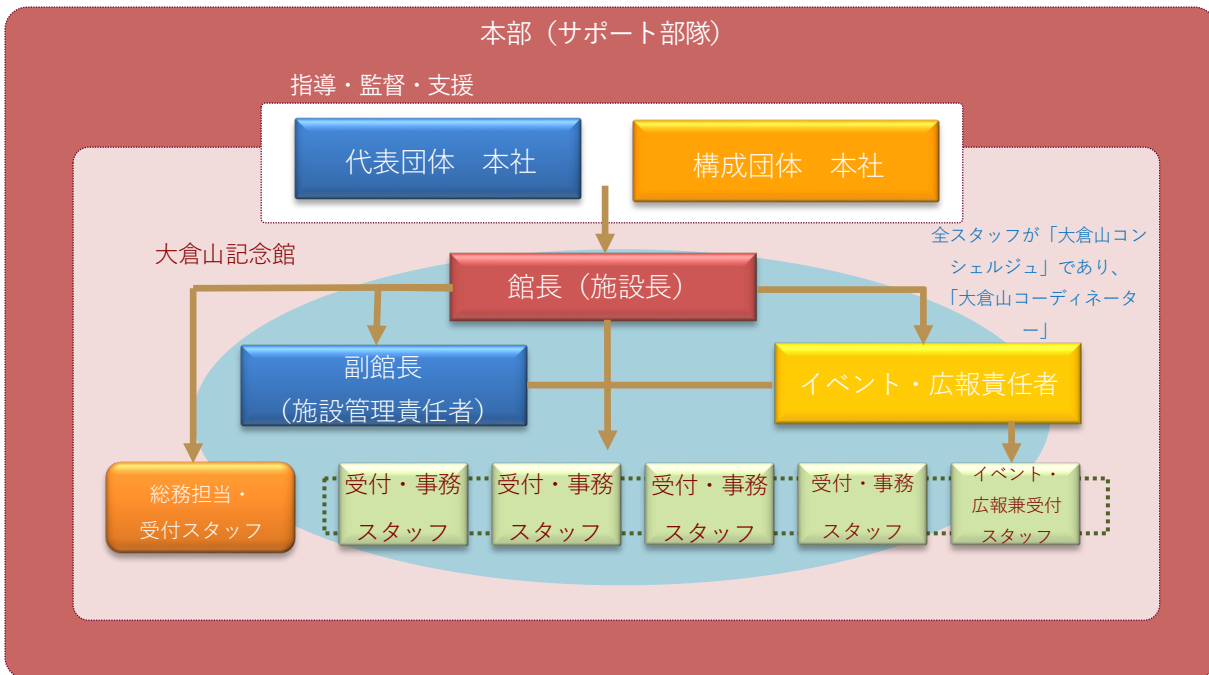 本部（サポート部隊）
指導・監督・支援
代表団体　本社
構成団体　本社
大倉山記念館
全スタッフが「大倉山コン
シェルジュ」であり、
「大倉山コーディネータ
ー」
館長（施設長）
副館長
（施設管理責任者）
イベント・広報責任者
総務担当・
受付スタッフ
受付・事務
スタッフ
受付・事務
スタッフ
受付・事務
スタッフ
受付・事務
スタッフ
イベント・
広報兼受付
スタッフ